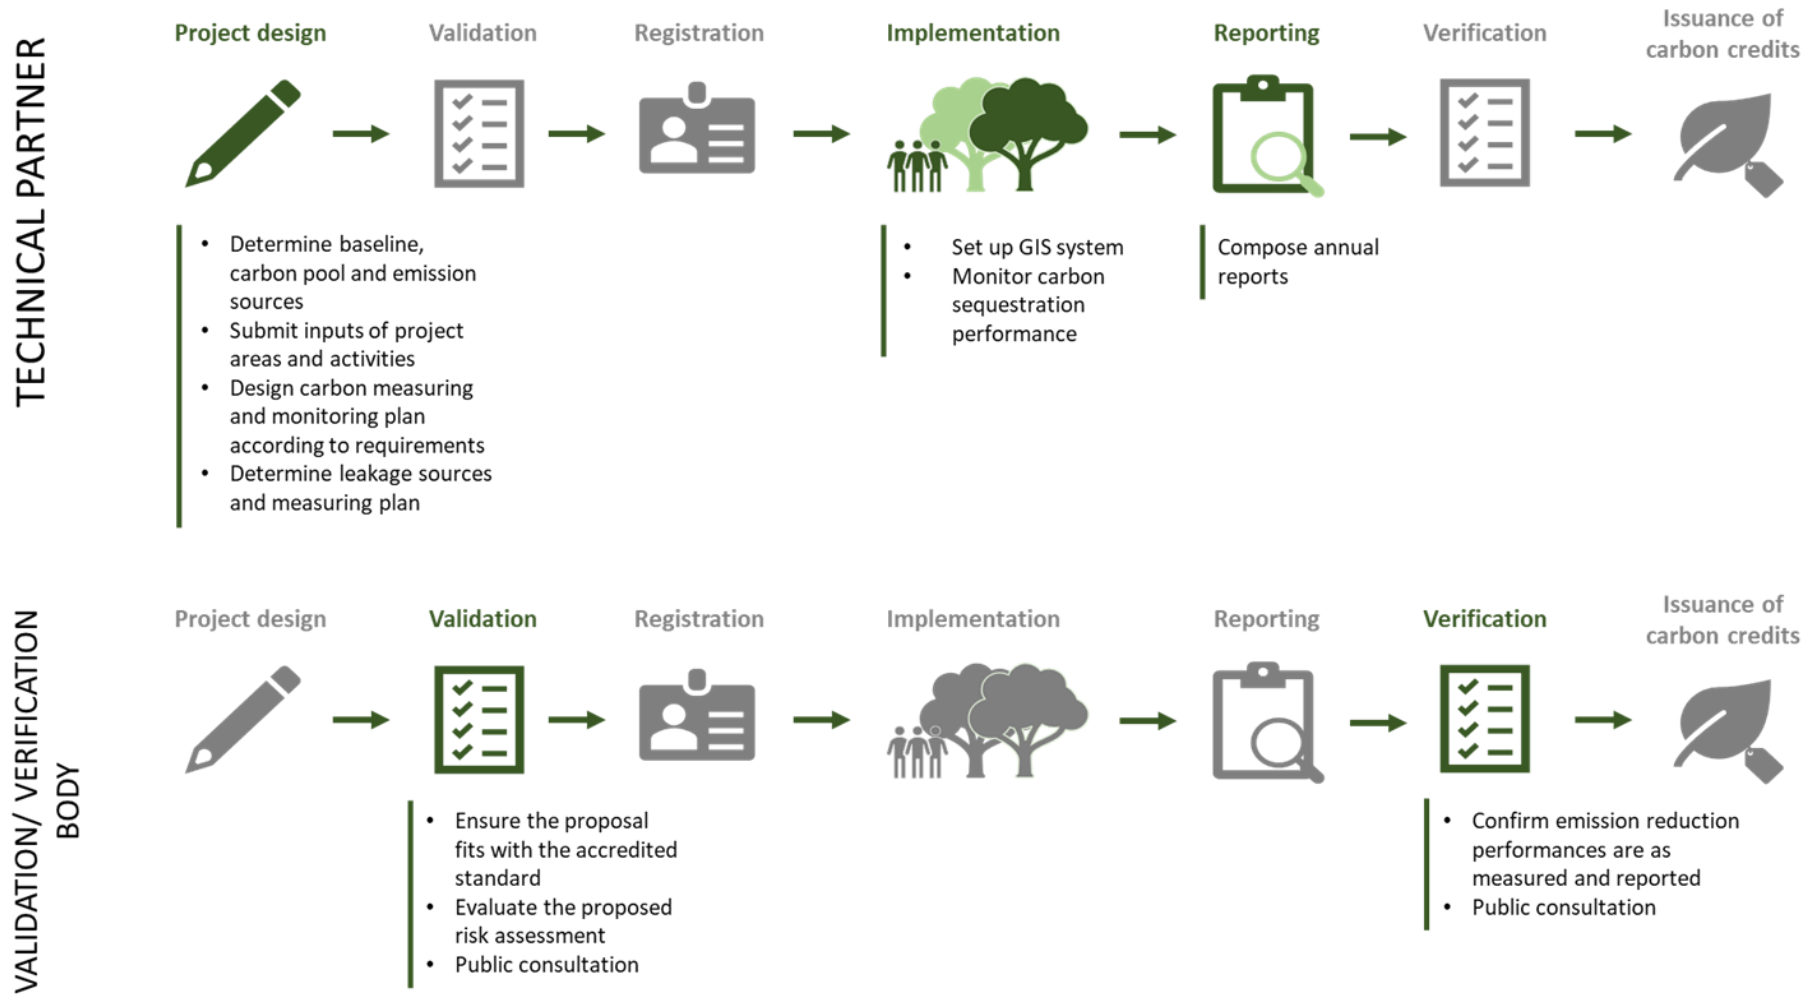 TECHNICAL PARTNER
Project design
Validation
Registration
Implementation
Reporting
Verification
Issuance of
carbon credits
• Determine baseline,
carbon pool and emission
sources
• Submit inputs of project
areas and activities
• Design carbon measuring
and monitoring plan
according to requirements
• Determine leakage sources
and measuring plan
• Set up GIS system
• Monitor carbon
sequestration
performance
Compose annual
reports
VALIDATION/ VERIFICATION
BODY
Project design
Validation
Registration
Implementation
Reporting
Verification
Issuance of
carbon credits
• Ensure the proposal
fits with the accredited
standard
• Evaluate the proposed
risk assessment
• Public consultation
• Confirm emission reduction
performances are as
measured and reported
• Public consultation